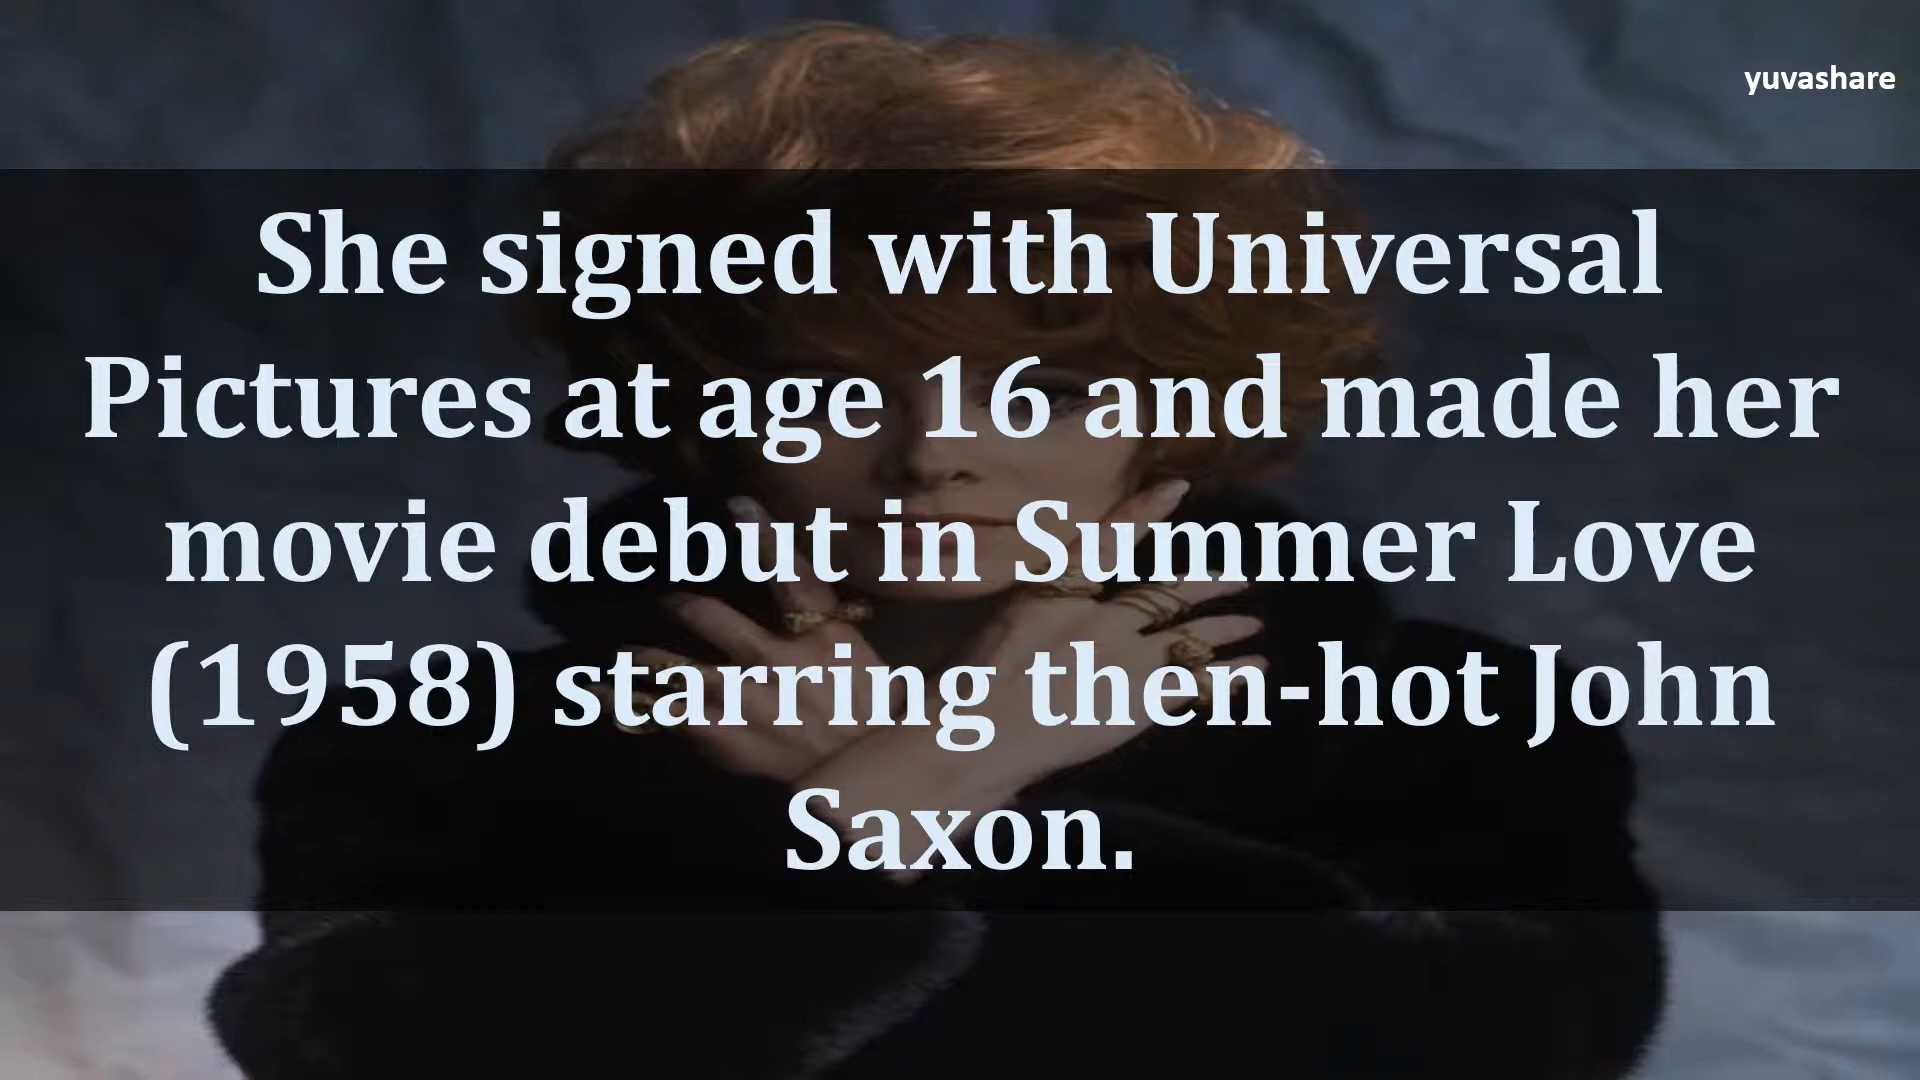 yuvashare
She signed with Universal
Pictures at age 16 and made her
movie debut in Summer Love
(1958) starring then-hot John
Saxon.